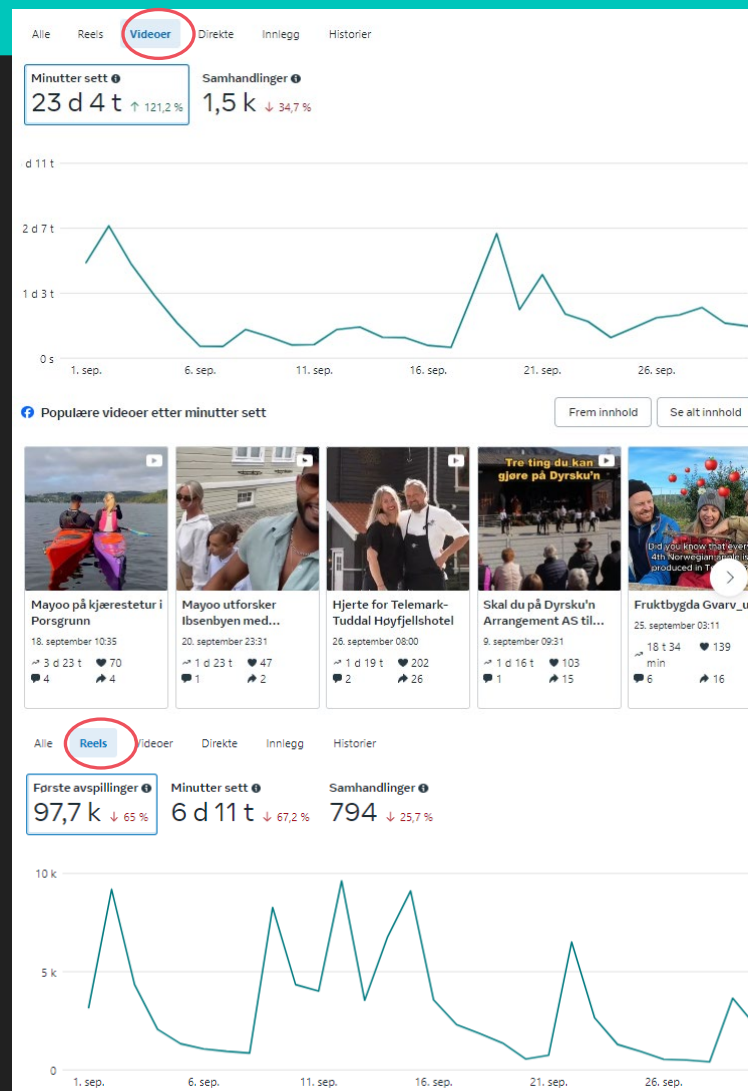 Alle Reels Videoer Direkte Innlegg Historier
Minutter sett Samhandlinger
23 d 4 t ↑ 121,2 % 1,5 k ↓ 34,7 %
d 11 t
2 d 7 t
1 d 3 t
0 s
1. sep. 6. sep. 11. sep. 16. sep. 21. sep. 26. sep.
Populære videoer etter minutter sett Frem innhold Se alt innhold
Tre ting du kan
gjøre på Dyrsku'n
Did you know that every
4th Norwegian apple is
produced in
Mayoo på kjærestetur i
Porsgrunn
18. september 10:35
3 d 23 t 70
4 4
Mayoo utforsker
Ibsenbyen med...
20. september 23:31
1 d 23 t 47
1 2
Hjerte for Telemark-
Tuddal Høyfjellshotel
26. september 08:00
1 d 19 t 202
2 26
Skal du på Dyrsku'n
Arrangement AS til...
9. september 09:31
1 d 16 t 103
1 15
Fruktbygda Gvarv_u
25. september 03:11
18 t 34 139
min
6 16
Alle Reels Videoer Direkte Innlegg Historier
Første avspillinger Minutter sett Samhandlinger
97,7 k ↓ 65 % 6 d 11 t ↓ 67,2 % 794 ↓ 25,7 %
10 k
5 k
0
1. sep. 6. sep. 11. sep. 16. sep. 21. sep. 26. sep.